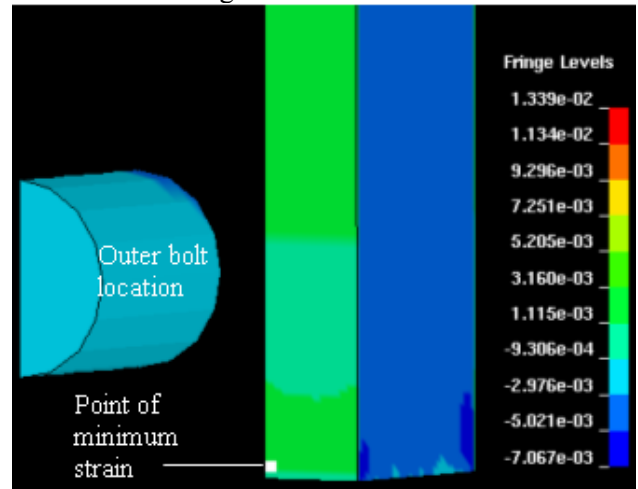 Fringe Levels
1.339e-02
1.134e-02
9.296e-03
7.251e-03
5.205e-03
3.160e-03
1.115e-03
-9.306e-04
-2.976e-03
-5.021e-03
-7.067e-03
Outer bolt
location
Point of
minimum
strain